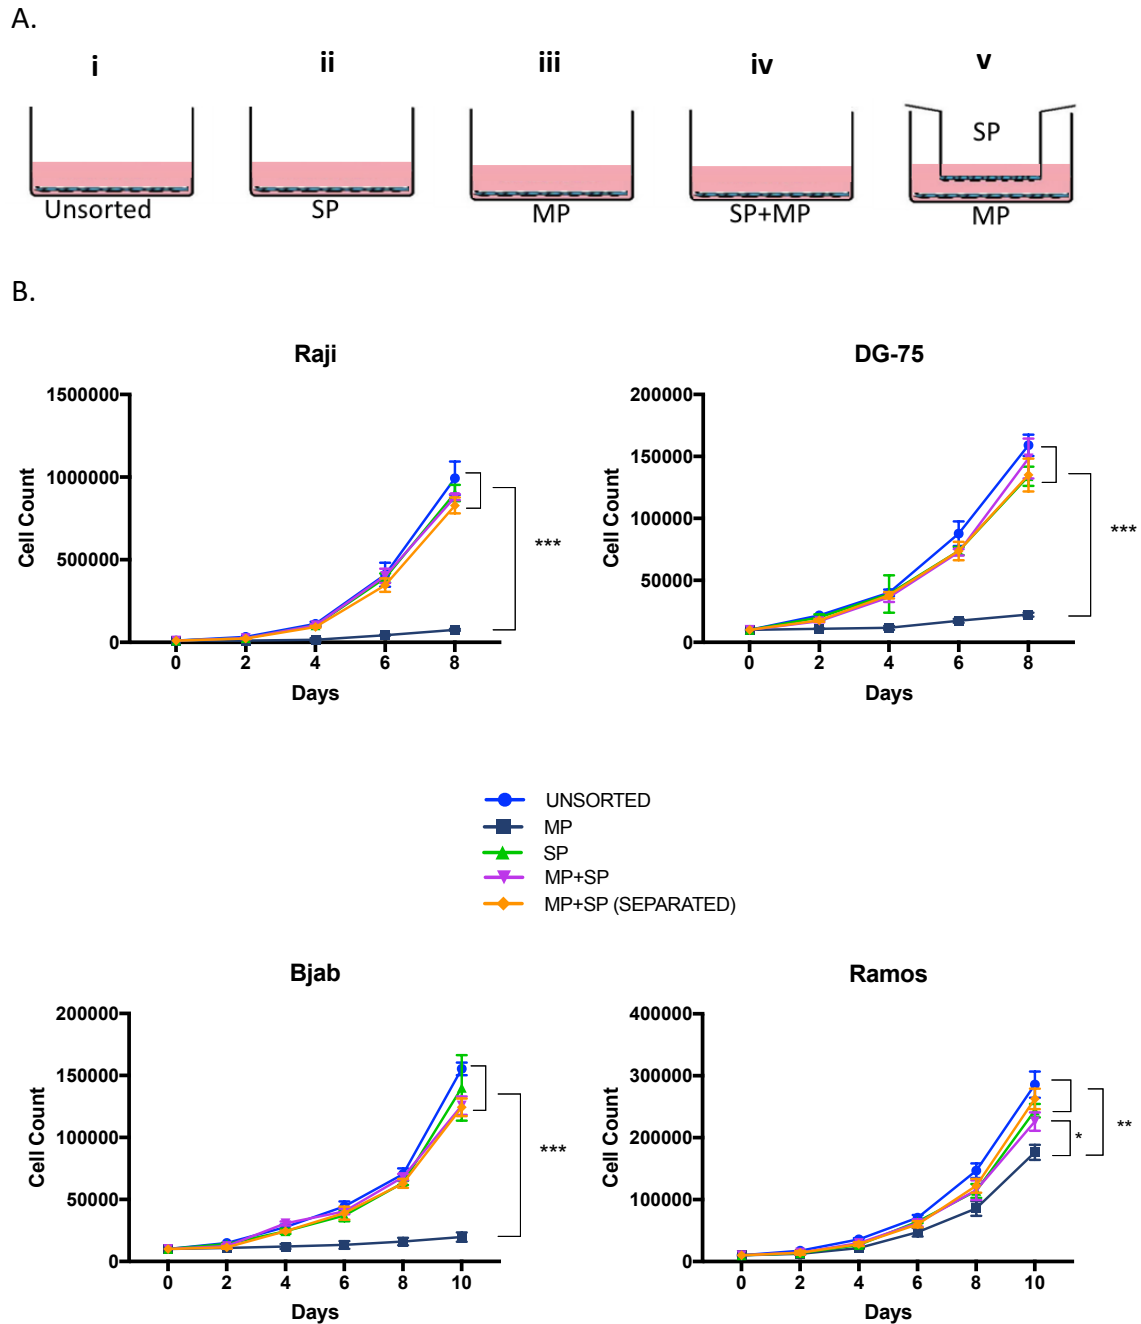 A.
i ii iii iv v
SP
Unsorted SP MP SP+MP MP
B.
Raji
1500000
1000000
500000
0
Cell Count
0 2 4 6 8
Days
***
DG-75
200000
150000
100000
50000
0
Cell Count
0 2 4 6 8
Days
***
UNSORTED
MP
SP
MP+SP
MP+SP (SEPARATED)
Bjab
200000
150000
100000
50000
0
Cell Count
0 2 4 6 8 10
Days
***
Ramos
400000
300000
200000
100000
0
Cell Count
0 2 4 6 8 10
Days
*
**